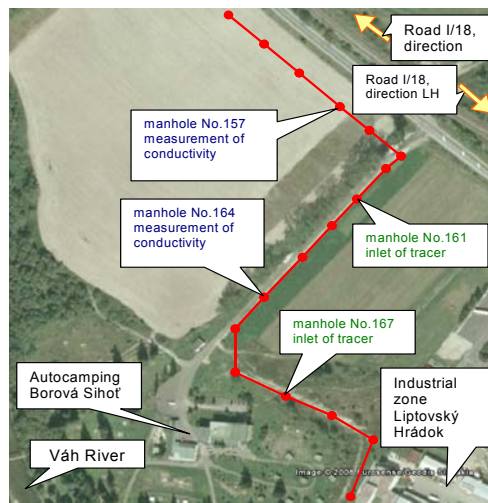 Road I/18,
direction
Road I/18,
direction LH
manhole No.157
measurement of
conductivity
manhole No.164
measurement of
conductivity
manhole No.161
inlet of tracer
manhole No.167
inlet of tracer
Autocamping
Borová Sihoť
Industrial
zone
Liptovský
Hrádok
Váh River
Image © 2008